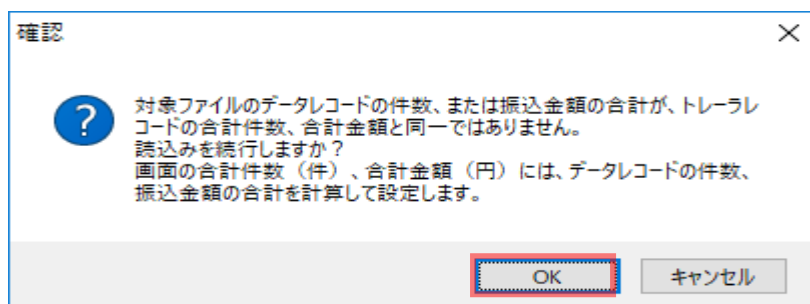 確認
対象ファイルのデータレコードの件数、または振込金額の合計が、トレーラレ
コードの合計件数、合計金額と同一ではありません。
読込みを続行しますか？
画面の合計件数（件）、合計金額（円）には、データレコードの件数、
振込金額の合計を計算して設定します。
OK
キャンセル